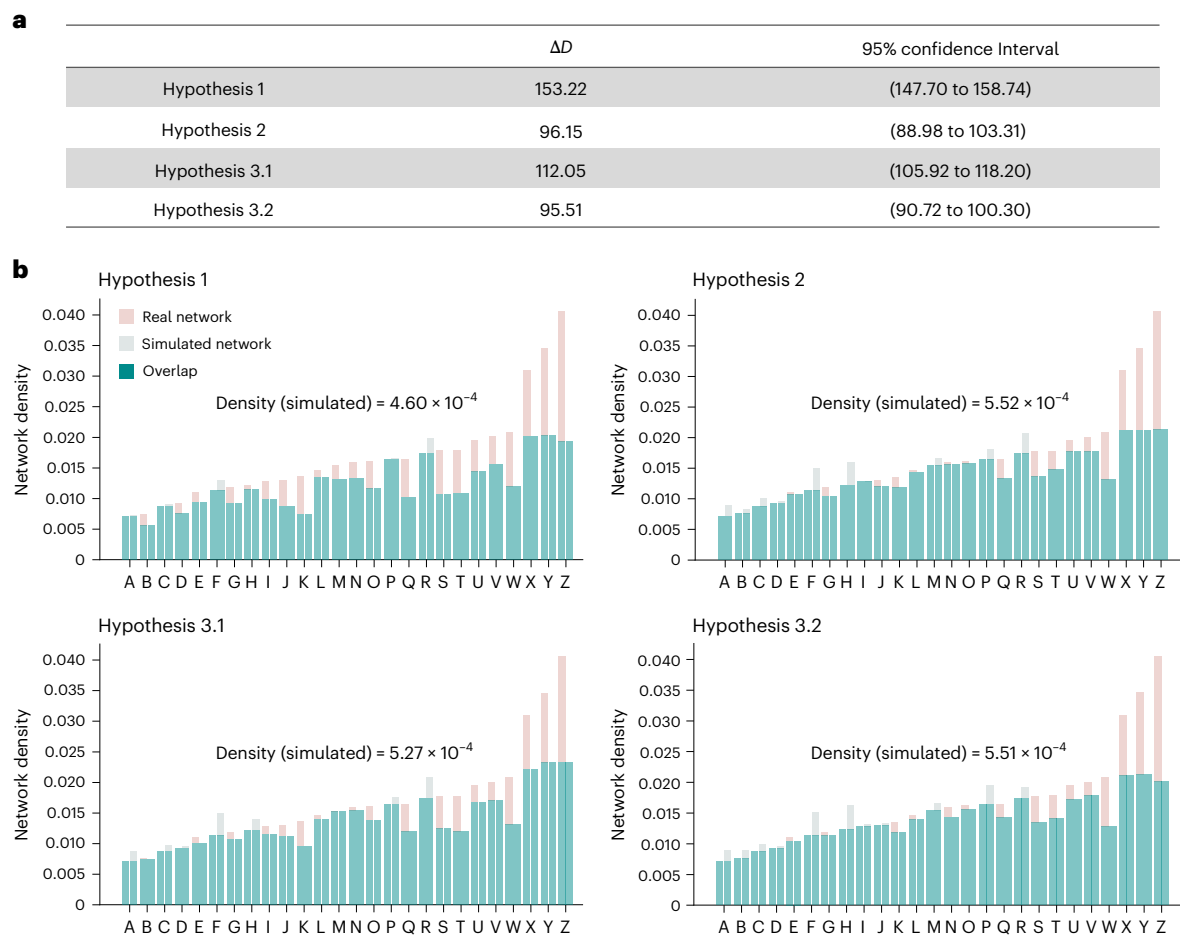 a
ΔD 95% confidence Interval
Hypothesis 1 153.22 (147.70 to 158.74)
Hypothesis 2 96.15 (88.98 to 103.31)
Hypothesis 3.1 112.05 (105.92 to 118.20)
Hypothesis 3.2 95.51 (90.72 to 100.30)
b
Hypothesis 1
Network density
0.040
0.035
0.030
0.025
0.020
0.015
0.010
0.005
0
Real network
Simulated network
Overlap
Density (simulated) = 4.60 × 10⁻⁴
A B C D E F G H I J K L M N O P Q R S T U V W X Y Z
Hypothesis 2
Network density
0.040
0.035
0.030
0.025
0.020
0.015
0.010
0.005
0
Density (simulated) = 5.52 × 10⁻⁴
A B C D E F G H I J K L M N O P Q R S T U V W X Y Z
Hypothesis 3.1
Network density
0.040
0.035
0.030
0.025
0.020
0.015
0.010
0.005
0
Density (simulated) = 5.27 × 10⁻⁴
A B C D E F G H I J K L M N O P Q R S T U V W X Y Z
Hypothesis 3.2
Network density
0.040
0.035
0.030
0.025
0.020
0.015
0.010
0.005
0
Density (simulated) = 5.51 × 10⁻⁴
A B C D E F G H I J K L M N O P Q R S T U V W X Y Z